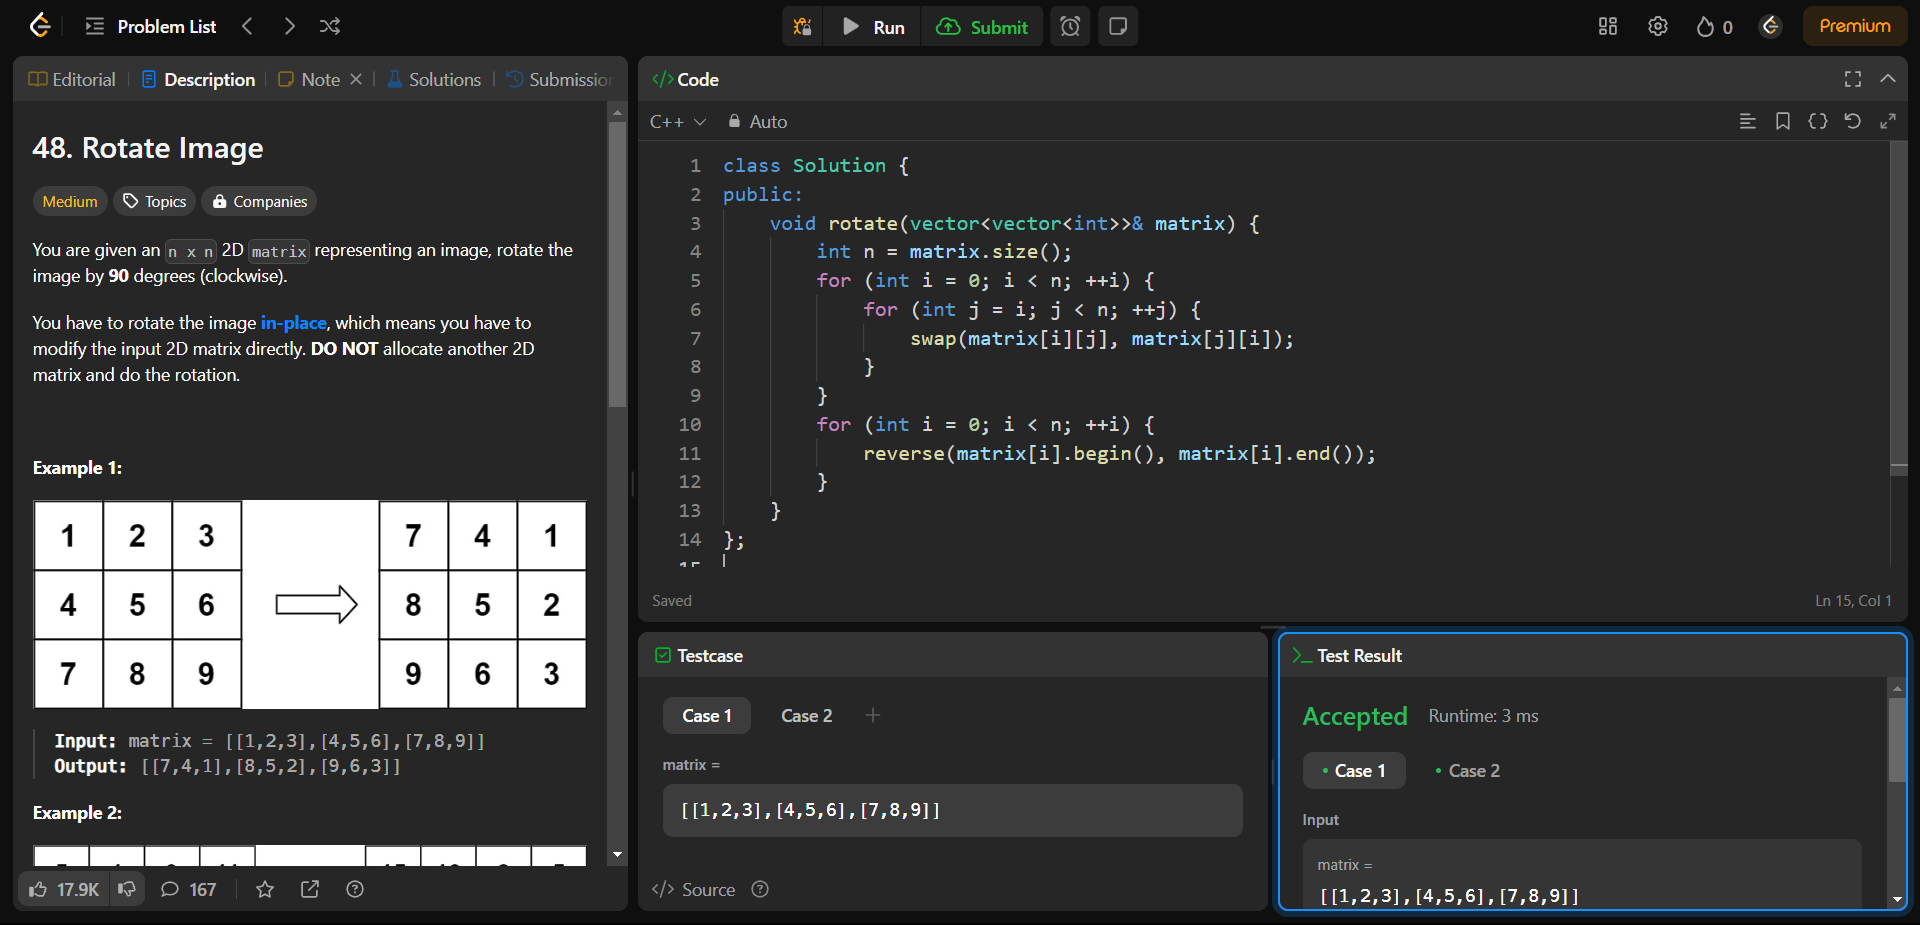 Problem List
Run
Submit
0
Premium
Editorial
Description
Note
Solutions
48. Rotate Image
Medium
Topics
Companies
You are given an n x n 2D matrix representing an image, rotate the
image by 90 degrees (clockwise).
You have to rotate the image in-place, which means you have to
modify the input 2D matrix directly. DO NOT allocate another 2D
matrix and do the rotation.
Example 1:
1 2 3 7 4 1
4 5 6 8 5 2
7 8 9 9 6 3
Input: matrix = [[1,2,3],[4,5,6],[7,8,9]]
Output: [[7,4,1],[8,5,2],[9,6,3]]
Example 2:
17.9K
167
</> Code
C++
Auto
1 class Solution {
2 public:
3 void rotate(vector<vector<int>>& matrix) {
4 int n = matrix.size();
5 for (int i = 0; i < n; ++i) {
6 for (int j = i; j < n; ++j) {
7 swap(matrix[i][j], matrix[j][i]);
8 }
9 }
10 for (int i = 0; i < n; ++i) {
11 reverse(matrix[i].begin(), matrix[i].end());
12 }
13 }
14 };
Saved
Ln 15, Col 1
Testcase
Case 1
Case 2
matrix =
[[1,2,3],[4,5,6],[7,8,9]]
</> Source
Test Result
Accepted
Runtime: 3 ms
Case 1
Case 2
Input
matrix =
[[1,2,3],[4,5,6],[7,8,9]]